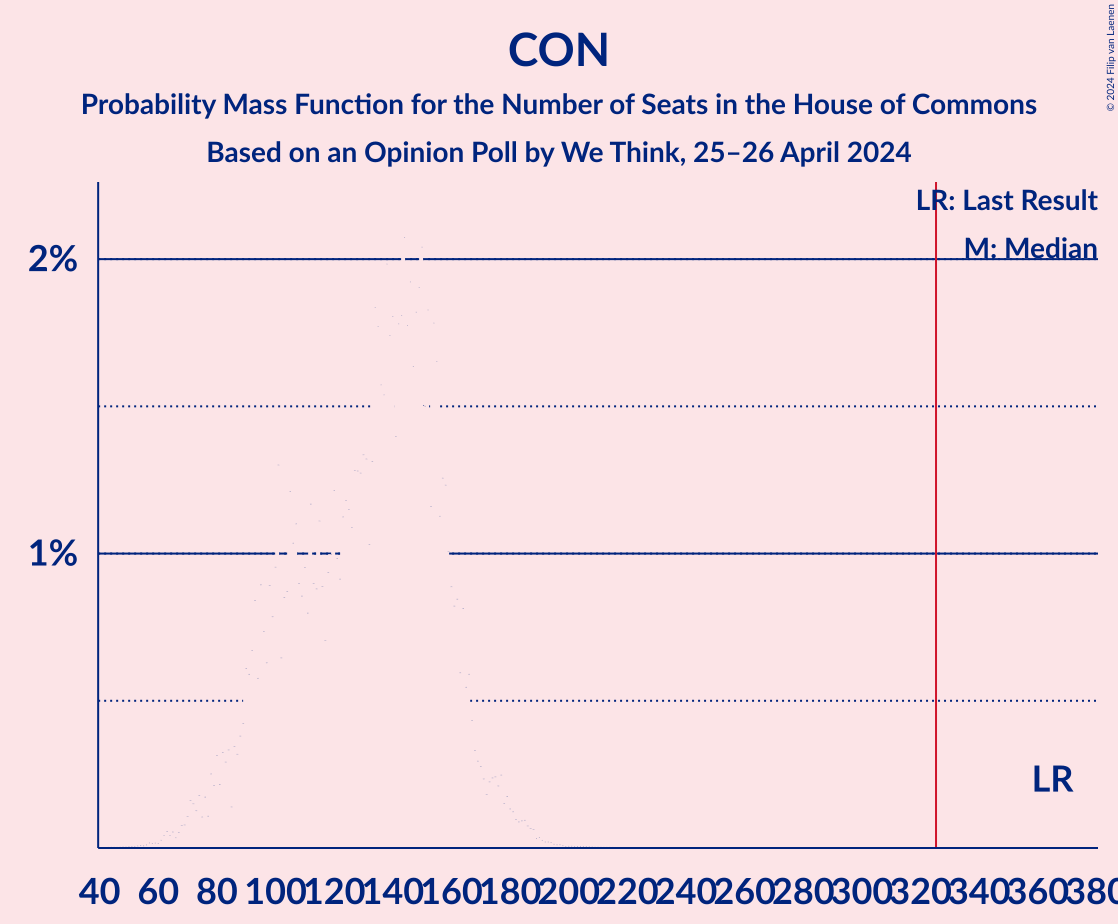 CON
Probability Mass Function for the Number of Seats in the House of Commons
Based on an Opinion Poll by We Think, 25–26 April 2024
© 2024 Filip van Laenen
LR: Last Result
M: Median
2%
1%
LR
40 60 80 100 120 140 160 180 200 220 240 260 280 300 320 340 360 380